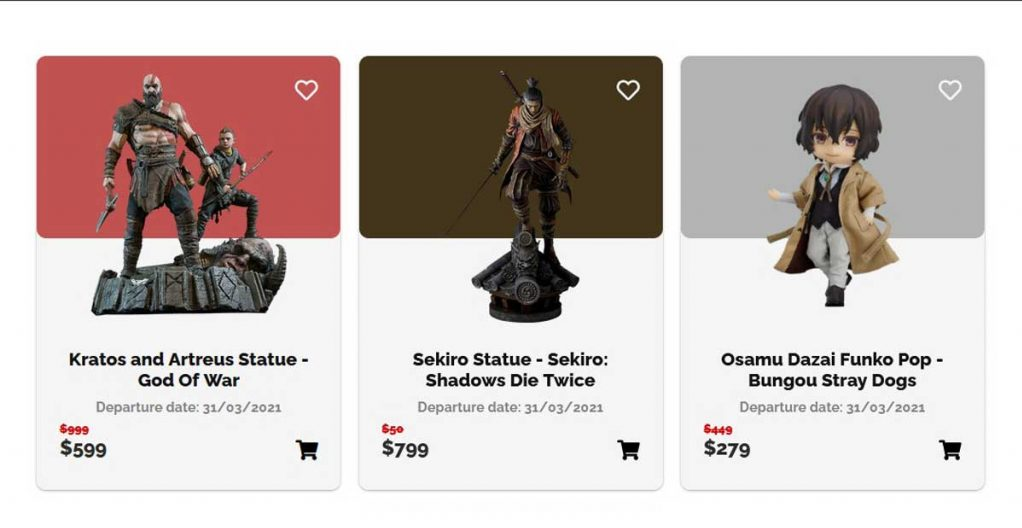 Kratos and Artreus Statue -
God Of War
Departure date: 31/03/2021
$999
$599
Sekiro Statue - Sekiro:
Shadows Die Twice
Departure date: 31/03/2021
$50
$799
Osamu Dazai Funko Pop -
Bungou Stray Dogs
Departure date: 31/03/2021
$449
$279